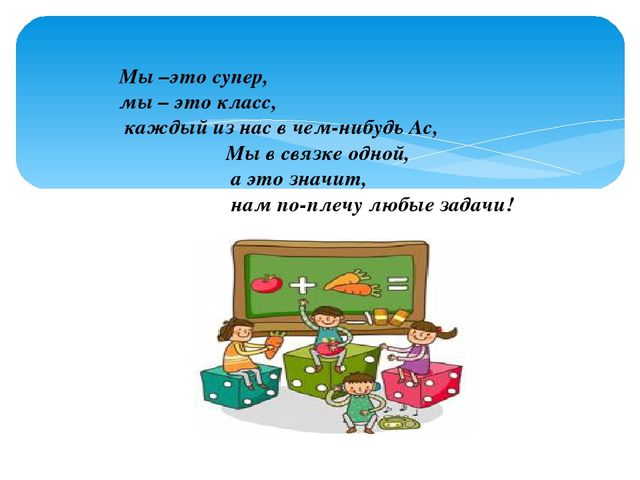 Мы –это супер,
мы – это класс,
каждый из нас в чем-нибудь Ас,
Мы в связке одной,
а это значит,
нам по-плечу любые задачи!
+ =